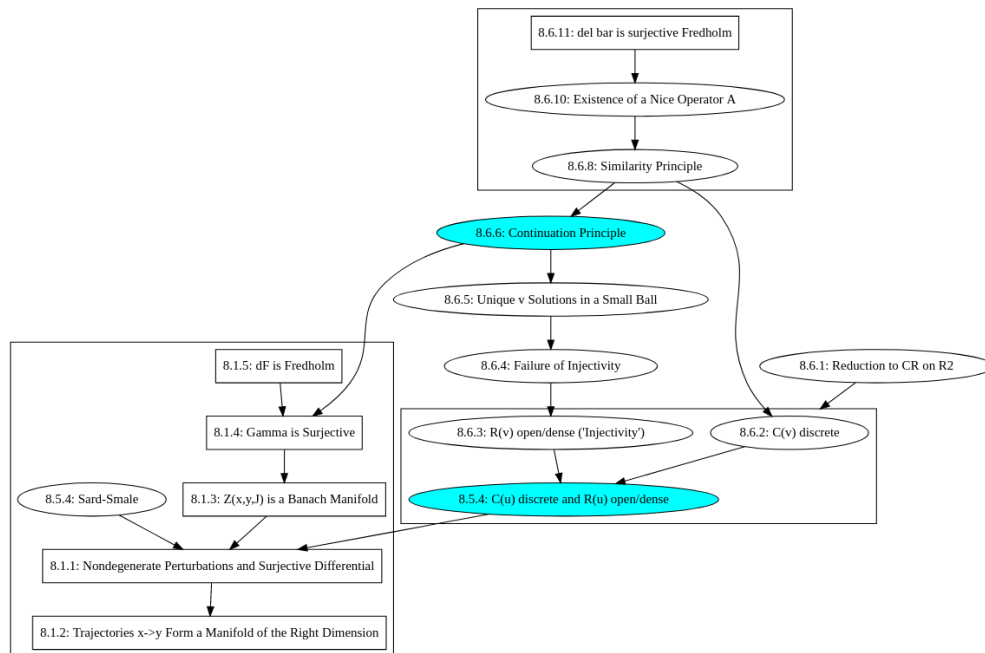 8.6.11: del bar is surjective Fredholm
8.6.10: Existence of a Nice Operator A
8.6.8: Similarity Principle
8.6.6: Continuation Principle
8.6.5: Unique v Solutions in a Small Ball
8.1.5: dF is Fredholm
8.6.4: Failure of Injectivity
8.6.1: Reduction to CR on R2
8.1.4: Gamma is Surjective
8.6.3: R(v) open/dense ('Injectivity')
8.6.2: C(v) discrete
8.5.4: Sard-Smale
8.1.3: Z(x,y,J) is a Banach Manifold
8.5.4: C(u) discrete and R(u) open/dense
8.1.1: Nondegenerate Perturbations and Surjective Differential
8.1.2: Trajectories x->y Form a Manifold of the Right Dimension